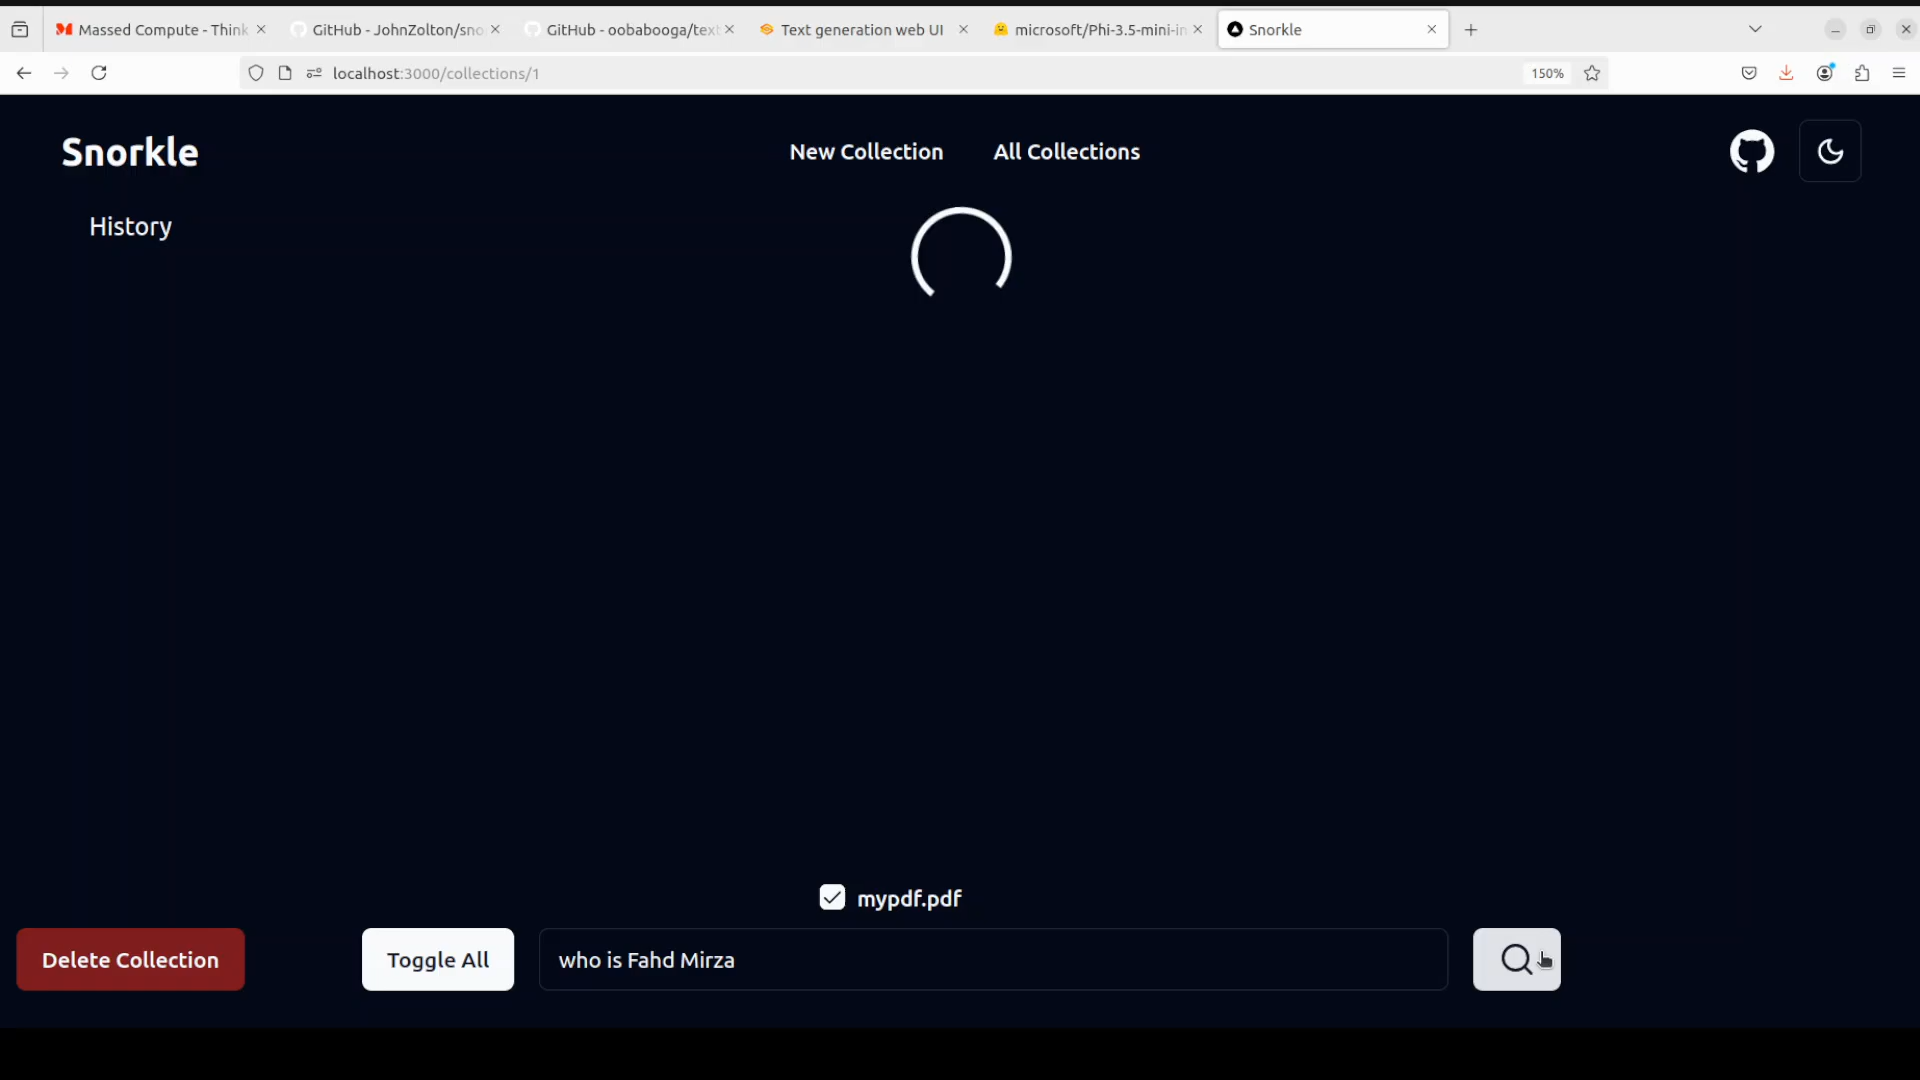 Massed Compute - Think
GitHub - JohnZolton/sno
GitHub - oobabooga/text
Text generation web UI
microsoft/Phi-3.5-mini-in
Snorkle
localhost:3000/collections/1
150%
Snorkle
New Collection
All Collections
History
mypdf.pdf
Delete Collection
Toggle All
who is Fahd Mirza